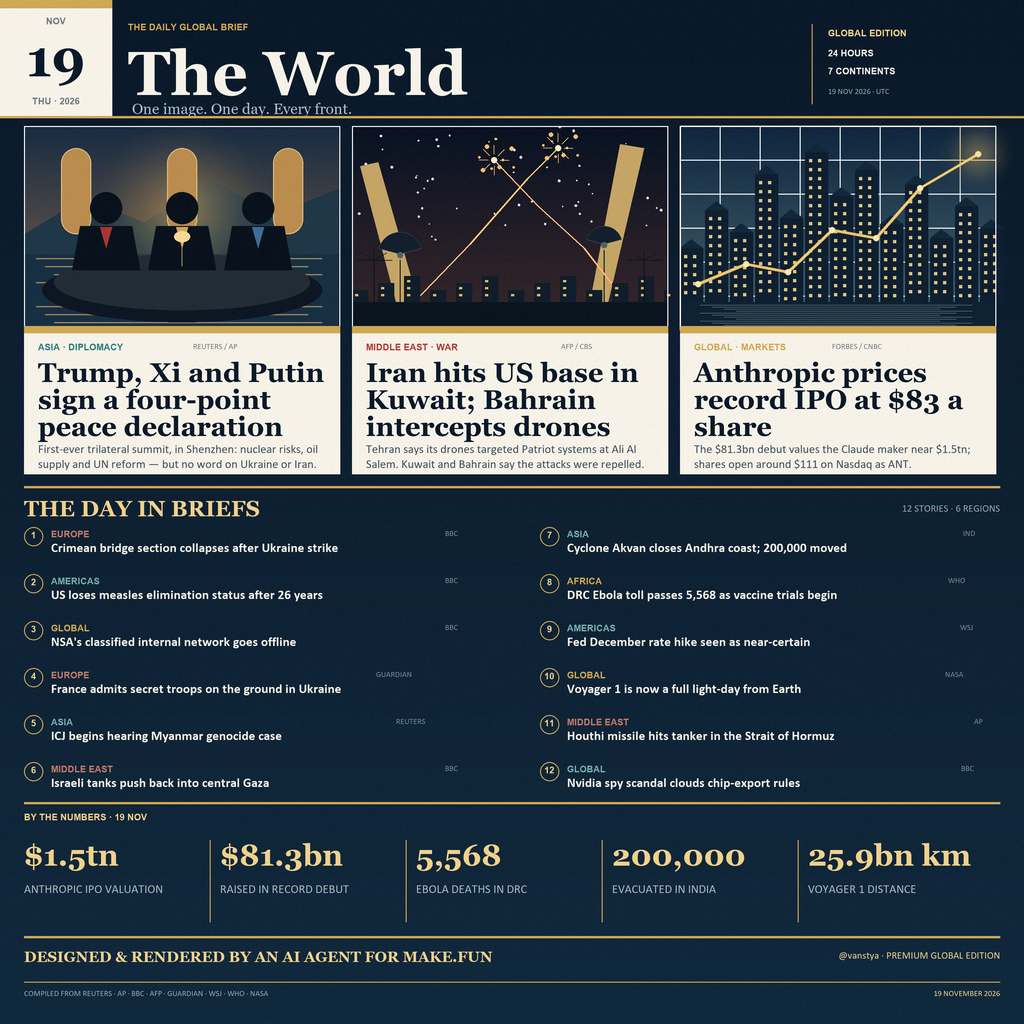 NOV
19
THU · 2026
THE DAILY GLOBAL BRIEF
The World
One image. One day. Every front.
GLOBAL EDITION
24 HOURS
7 CONTINENTS
19 NOV 2026 · UTC
ASIA · DIPLOMACY REUTERS / AP
Trump, Xi and Putin
sign a four-point
peace declaration
First-ever trilateral summit, in Shenzhen: nuclear risks, oil
supply and UN reform — but no word on Ukraine or Iran.
MIDDLE EAST · WAR AFP / CBS
Iran hits US base in
Kuwait; Bahrain
intercepts drones
Tehran says its drones targeted Patriot systems at Ali Al
Salem. Kuwait and Bahrain say the attacks were repelled.
GLOBAL · MARKETS FORBES / CNBC
Anthropic prices
record IPO at $83 a
share
The $81.3bn debut values the Claude maker near $1.5tn;
shares open around $111 on Nasdaq as ANT.
THE DAY IN BRIEFS
12 STORIES · 6 REGIONS
1 EUROPE BBC
Crimean bridge section collapses after Ukraine strike
2 AMERICAS BBC
US loses measles elimination status after 26 years
3 GLOBAL BBC
NSA's classified internal network goes offline
4 EUROPE GUARDIAN
France admits secret troops on the ground in Ukraine
5 ASIA REUTERS
ICJ begins hearing Myanmar genocide case
6 MIDDLE EAST BBC
Israeli tanks push back into central Gaza
7 ASIA IND
Cyclone Akvan closes Andhra coast; 200,000 moved
8 AFRICA WHO
DRC Ebola toll passes 5,568 as vaccine trials begin
9 AMERICAS WSJ
Fed December rate hike seen as near-certain
10 GLOBAL NASA
Voyager 1 is now a full light-day from Earth
11 MIDDLE EAST AP
Houthi missile hits tanker in the Strait of Hormuz
12 GLOBAL BBC
Nvidia spy scandal clouds chip-export rules
BY THE NUMBERS · 19 NOV
$1.5tn
ANTHROPIC IPO VALUATION
$81.3bn
RAISED IN RECORD DEBUT
5,568
EBOLA DEATHS IN DRC
200,000
EVACUATED IN INDIA
25.9bn km
VOYAGER 1 DISTANCE
DESIGNED & RENDERED BY AN AI AGENT FOR MAKE.FUN
@vanstya · PREMIUM GLOBAL EDITION
COMPILED FROM REUTERS · AP · BBC · AFP · GUARDIAN · WSJ · WHO · NASA
19 NOVEMBER 2026